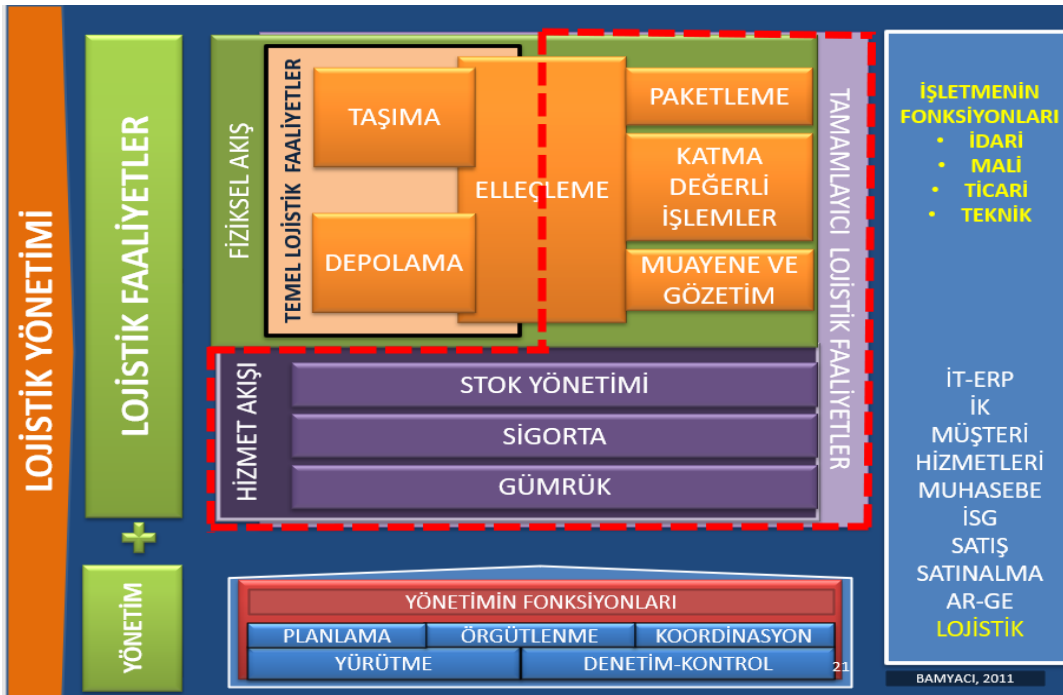 LOJİSTİK YÖNETİMİ
LOJİSTİK FAALİYETLER
YÖNETİM
FİZİKSEL AKIŞ
TEMEL LOJİSTİK FAALİYETLER
TAŞIMA
DEPOLAMA
ELLEÇLEME
PAKETLEME
KATMA
DEĞERLİ
İŞLEMLER
MUAYENE VE
GÖZETİM
TAMAMLAYICI LOJİSTİK FAALİYETLER
HİZMET AKIŞI
STOK YÖNETİMİ
SİGORTA
GÜMRÜK
YÖNETİMİN FONKSİYONLARI
PLANLAMA
ÖRGÜTLENME
KOORDİNASYON
YÜRÜTME
DENETİM-KONTROL
21
İŞLETMENİN
FONKSİYONLARI
• İDARİ
• MALİ
• TİCARİ
• TEKNİK
İT-ERP
İK
MÜŞTERİ
HİZMETLERİ
MUHASEBE
İSG
SATIŞ
SATINALMA
AR-GE
LOJİSTİK
BAMYACI, 2011